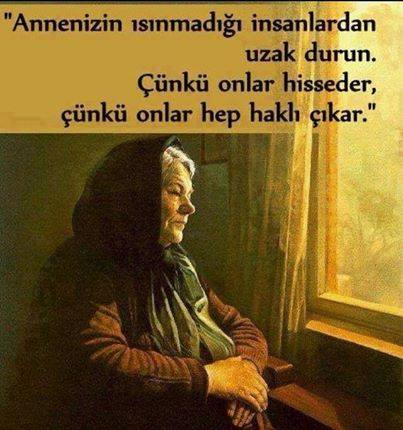 "Annenizin ısınmadığı insanlardan
uzak durun.
Çünkü onlar hisseder,
çünkü onlar hep haklı çıkar."